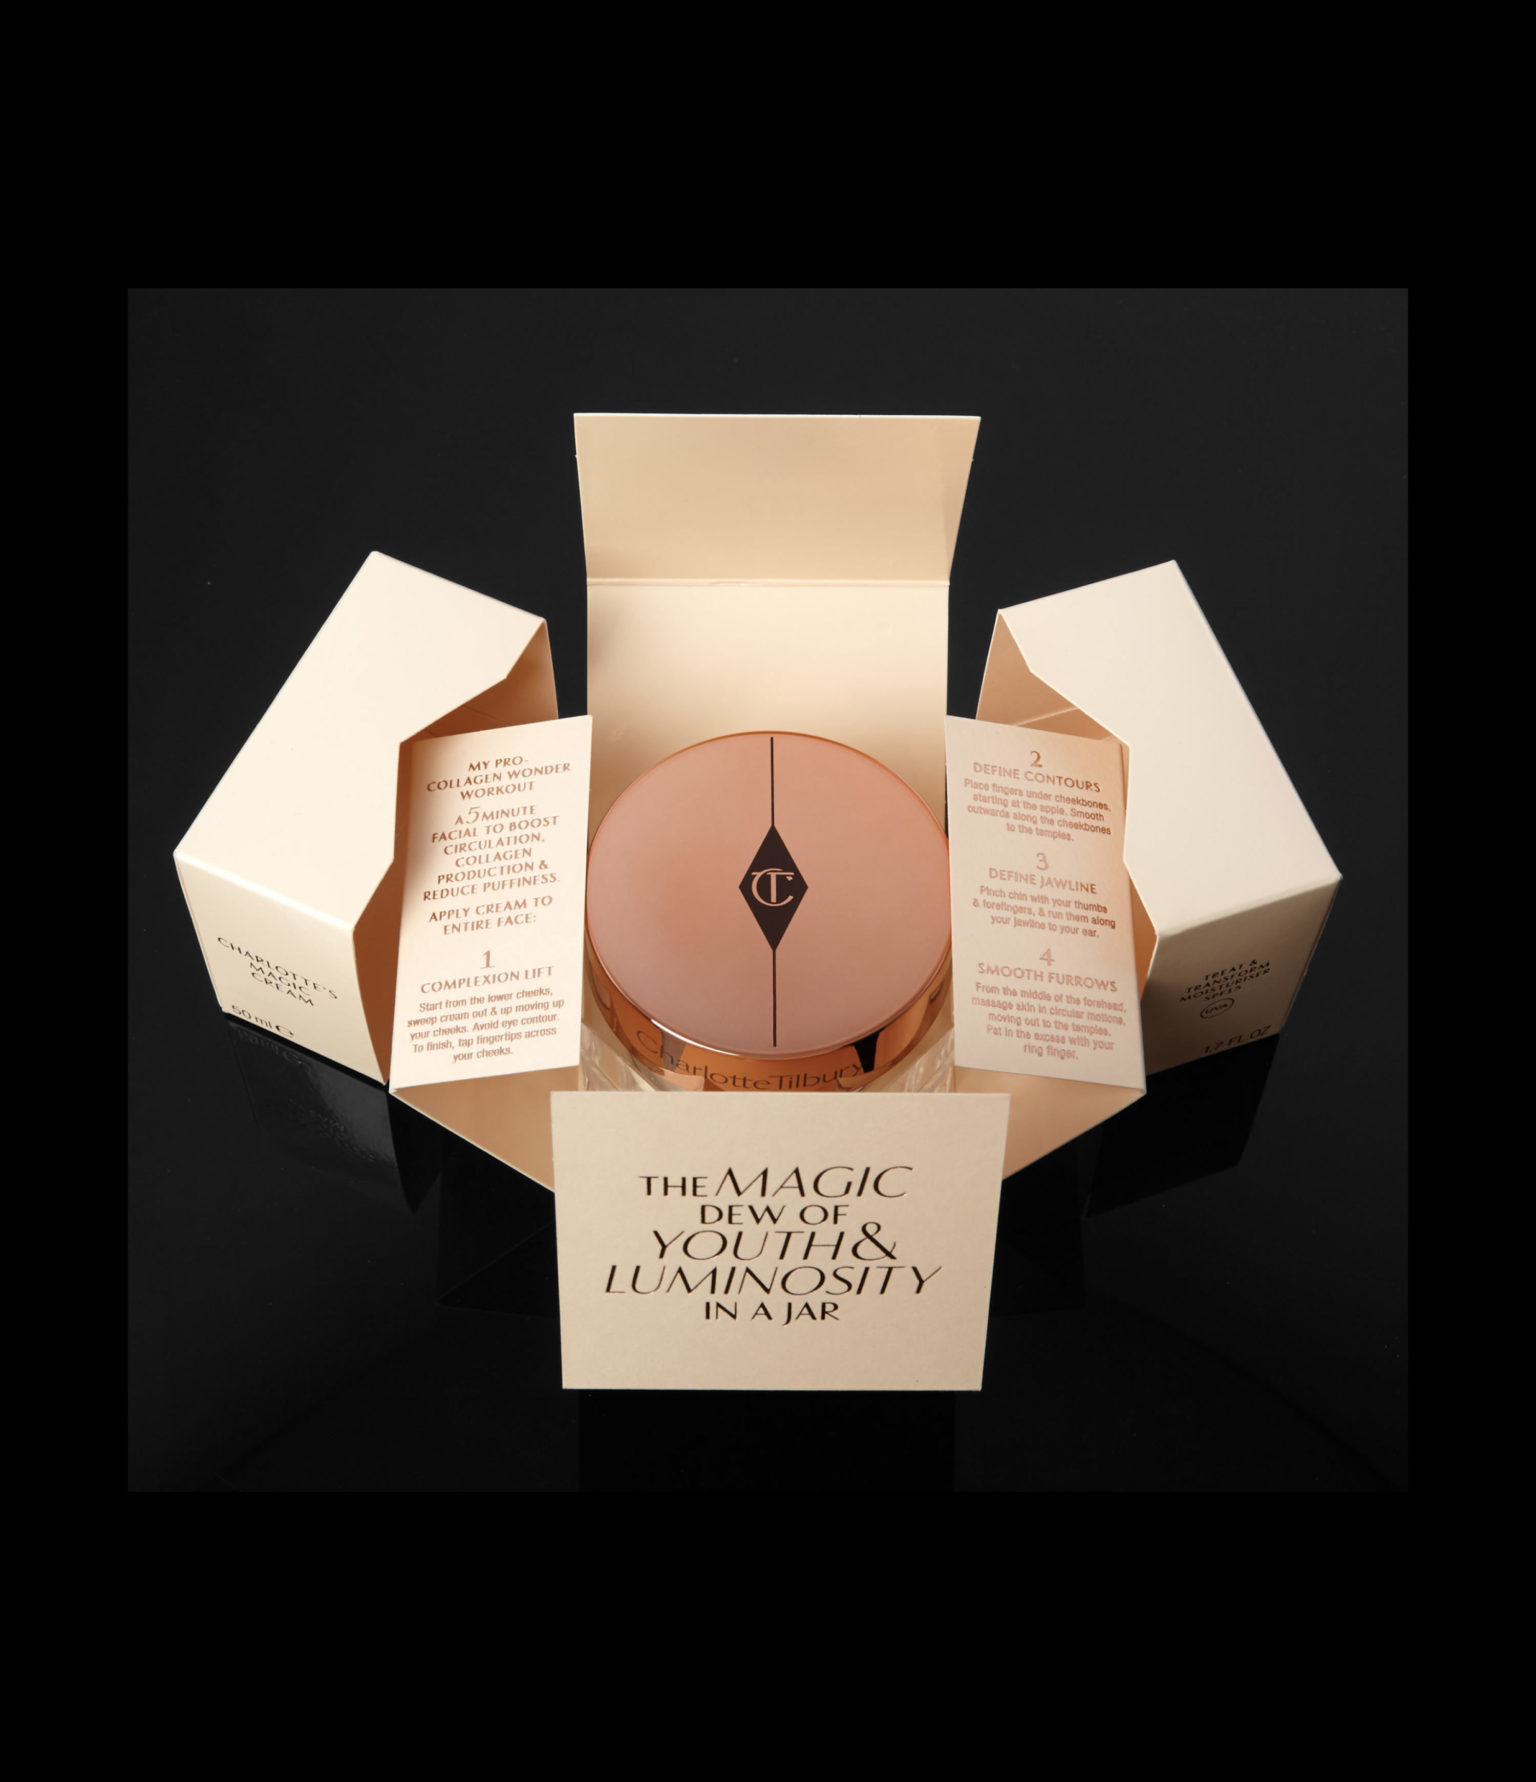 MY PRO-
COLLAGEN WONDER
WORKOUT
A 5 MINUTE
FACIAL TO BOOST
CIRCULATION,
COLLAGEN
PRODUCTION &
REDUCE PUFFINESS.
APPLY CREAM TO
ENTIRE FACE:
1
COMPLEXION LIFT
Start from the lower cheeks,
sweep cream out & up moving up
your cheeks. Avoid eye contour.
To finish, tap fingertips across
your cheeks.
2
DEFINE CONTOURS
Place fingers under cheekbones,
starting at the apple. Smooth
outwards along the cheekbones
to the temples.
3
DEFINE JAWLINE
Pinch chin with your thumbs
& forefingers, & run them along
your jawline to your ear.
4
SMOOTH FURROWS
From the middle of the forehead,
massage skin in circular motions,
moving out to the temples.
Pat in the excess with your
ring finger.
CHARLOTTE'S
MAGIC
CREAM
50 ml ℮
TREAT &
TRANSFORM
MOISTURISER
SPF15
UVA
1.7 FL OZ
CT
Charlotte Tilbury
THE MAGIC
DEW OF
YOUTH &
LUMINOSITY
IN A JAR